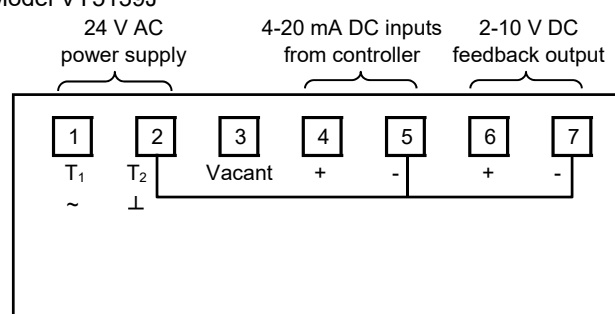 24 V AC 4-20 mA DC inputs 2-10 V DC
power supply from controller feedback output
1 2 3 4 5 6 7
T₁ T₂ Vacant + - + -
~ ⊥